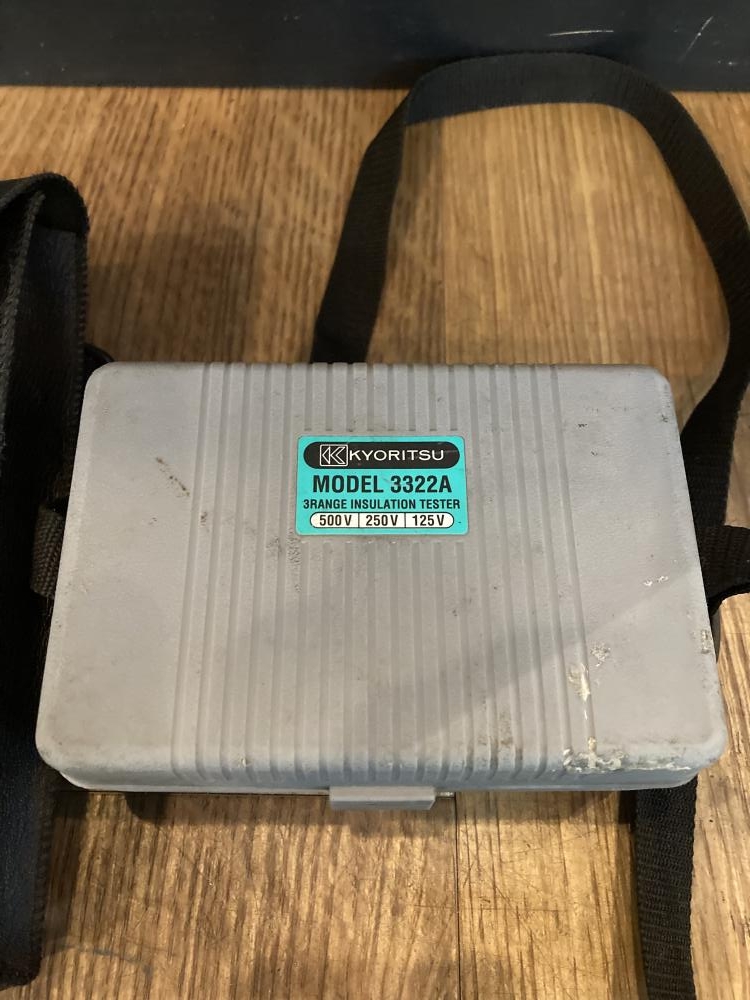 KYORITSU
MODEL 3322A
3RANGE INSULATION TESTER
500V 250V 125V